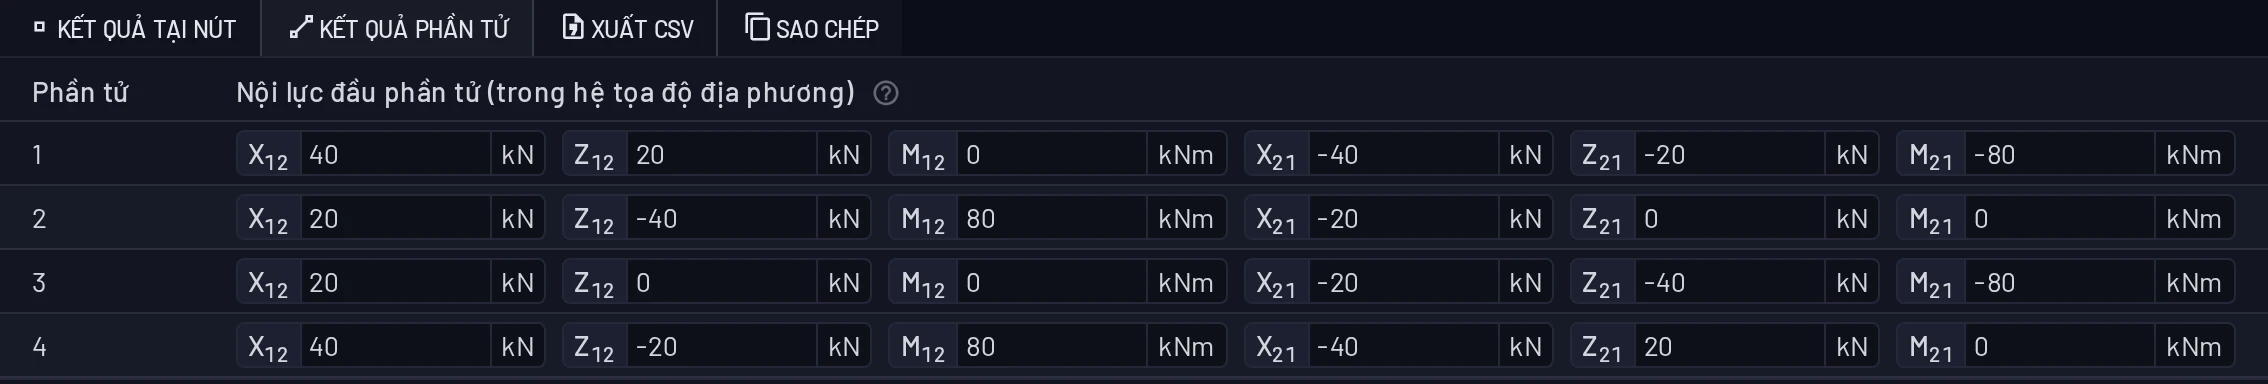 KẾT QUẢ TẠI NÚT KẾT QUẢ PHẦN TỬ XUẤT CSV SAO CHÉP
Phần tử Nội lực đầu phần tử (trong hệ tọa độ địa phương) ?
1 X12 40 kN Z12 20 kN M12 0 kNm X21 -40 kN Z21 -20 kN M21 -80 kNm
2 X12 20 kN Z12 -40 kN M12 80 kNm X21 -20 kN Z21 0 kN M21 0 kNm
3 X12 20 kN Z12 0 kN M12 0 kNm X21 -20 kN Z21 -40 kN M21 -80 kNm
4 X12 40 kN Z12 -20 kN M12 80 kNm X21 -40 kN Z21 20 kN M21 0 kNm